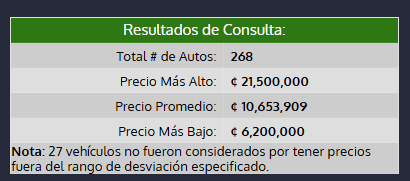 Resultados de Consulta:
Total # de Autos: 268
Precio Más Alto: ¢ 21,500,000
Precio Promedio: ¢ 10,653,909
Precio Más Bajo: ¢ 6,200,000
Nota: 27 vehículos no fueron considerados por tener precios
fuera del rango de desviación especificado.